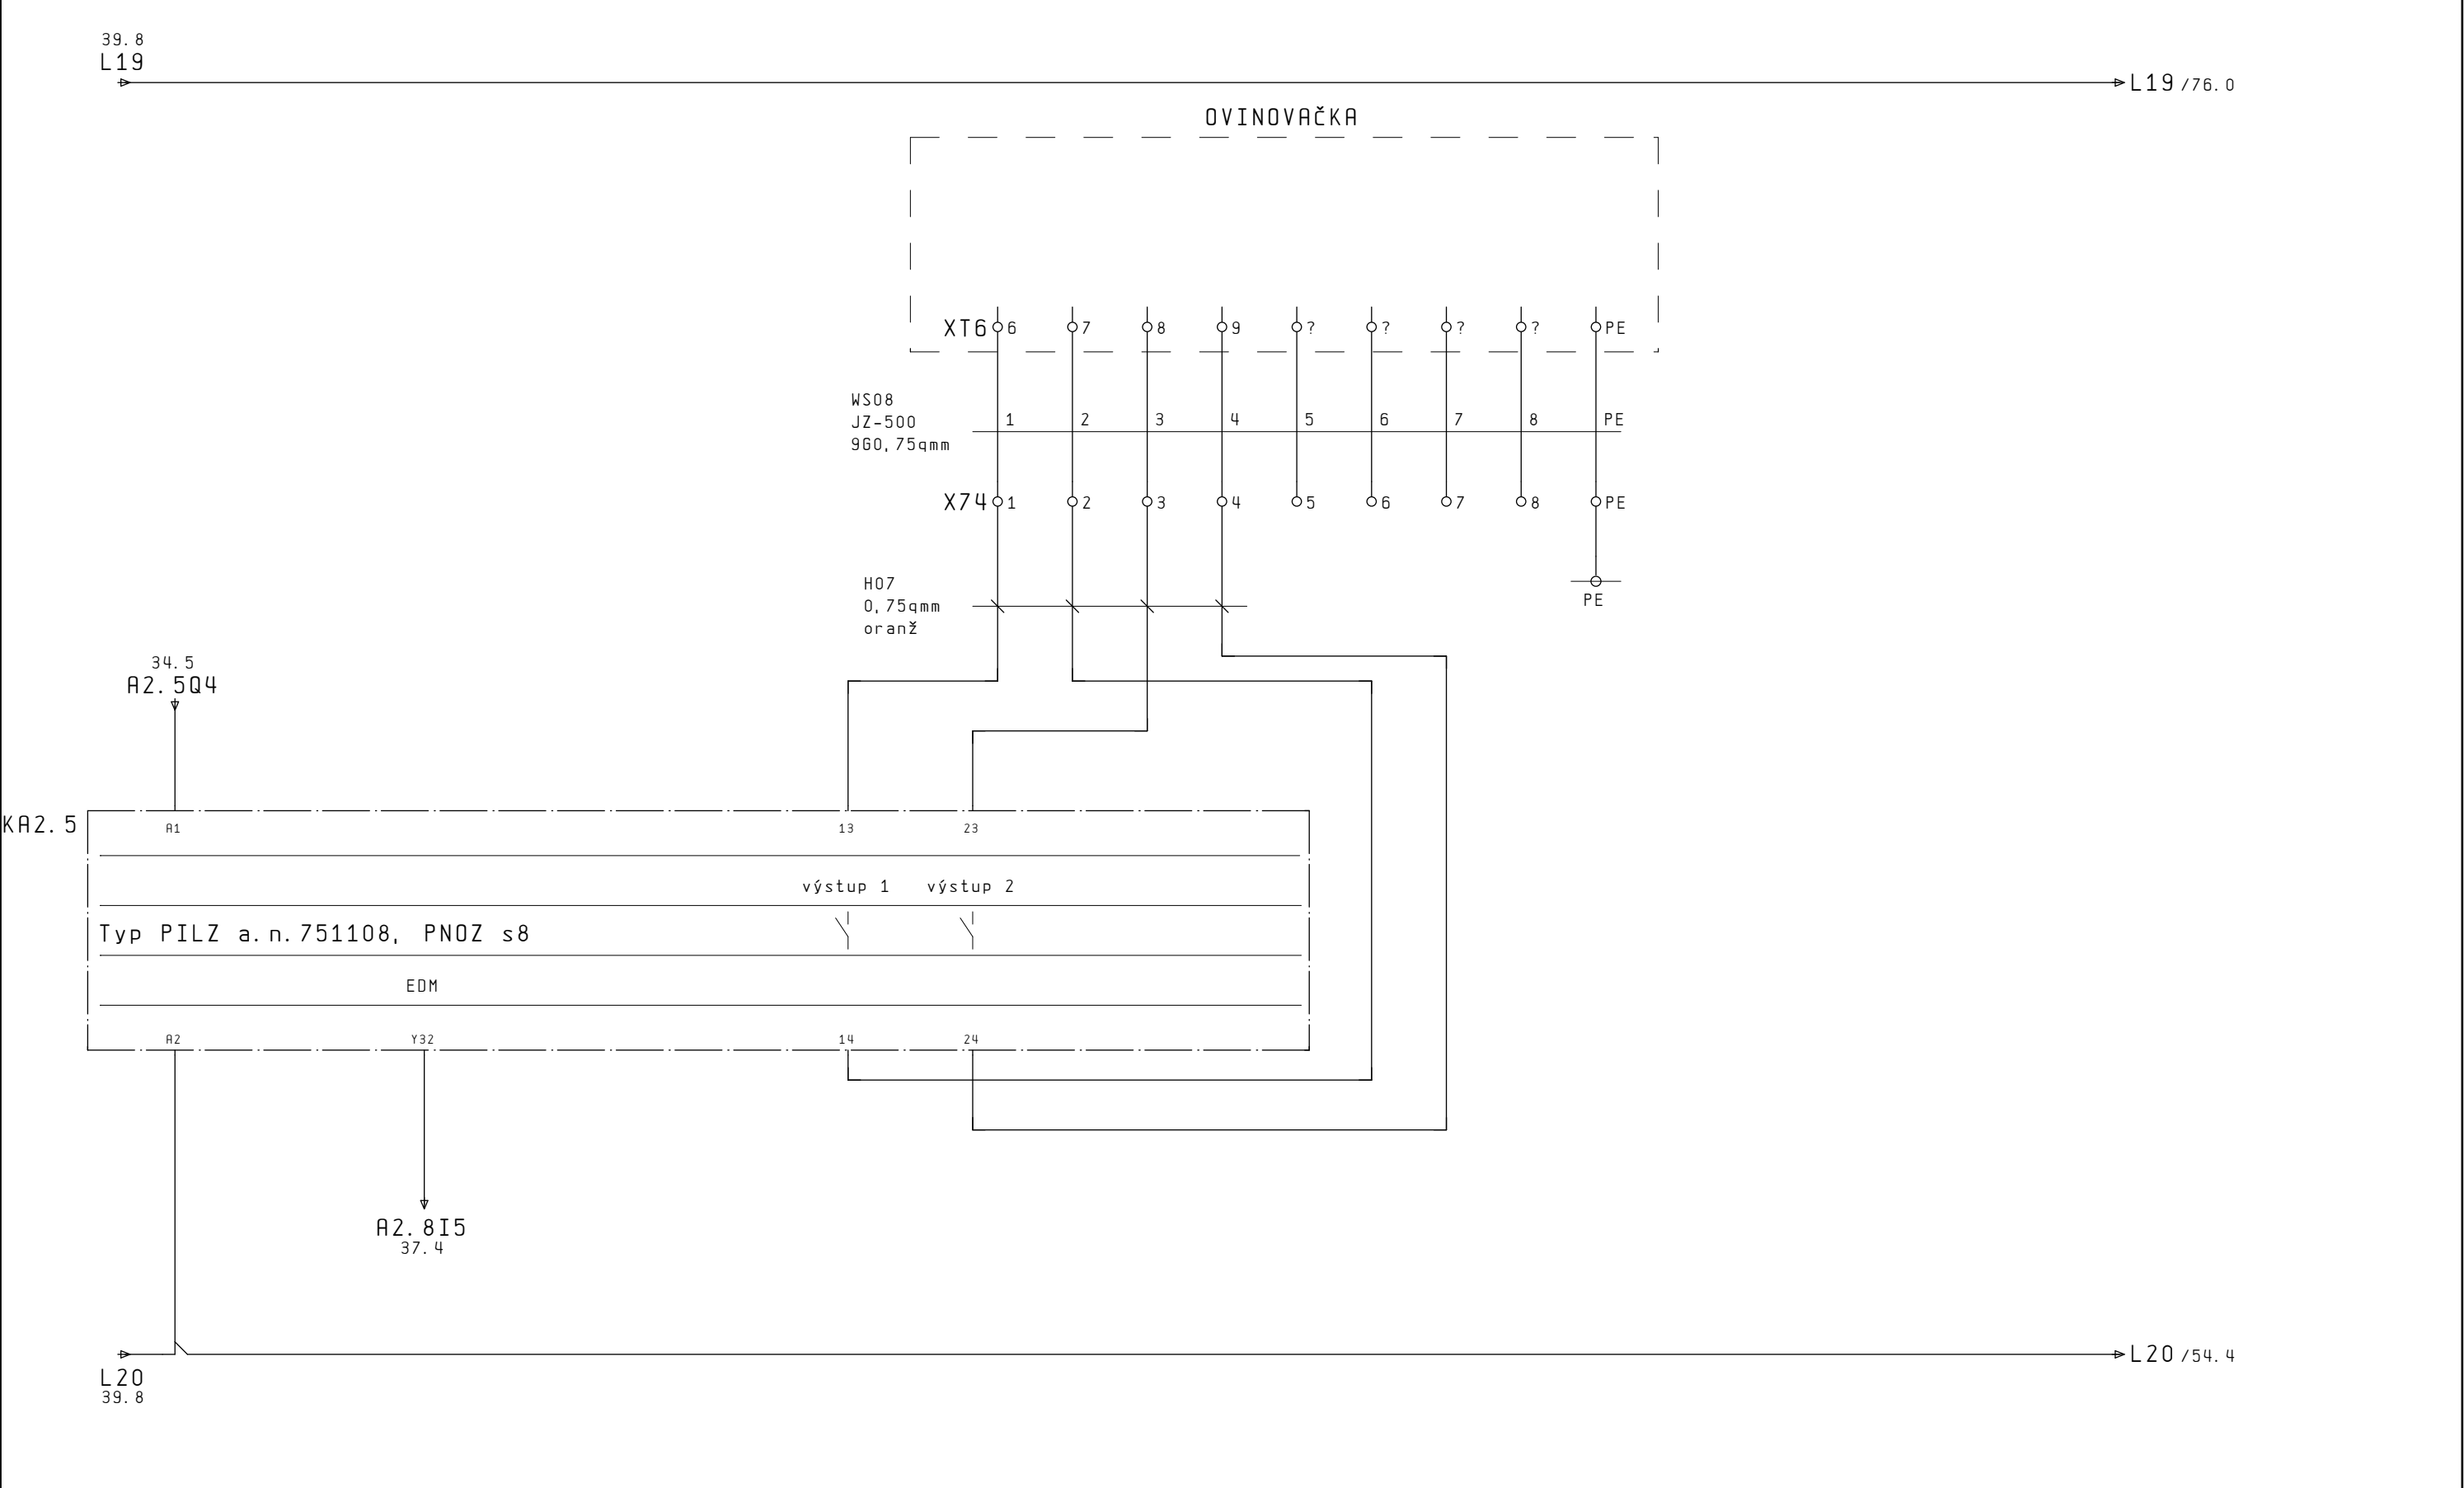 39.8
L19
L19 /76.0
OVINOVAČKA
XT6 6 7 8 9 ? ? ? ? PE
WS08
JZ-500
9G0,75qmm
1 2 3 4 5 6 7 8 PE
X74 1 2 3 4 5 6 7 8 PE
H07
0,75qmm
oranž
PE
34.5
A2.5Q4
KA2.5
A1 13 23
výstup 1 výstup 2
Typ PILZ a.n.751108, PNOZ s8
EDM
A2 Y32 14 24
A2.8I5
37.4
L20
39.8
L20 /54.4